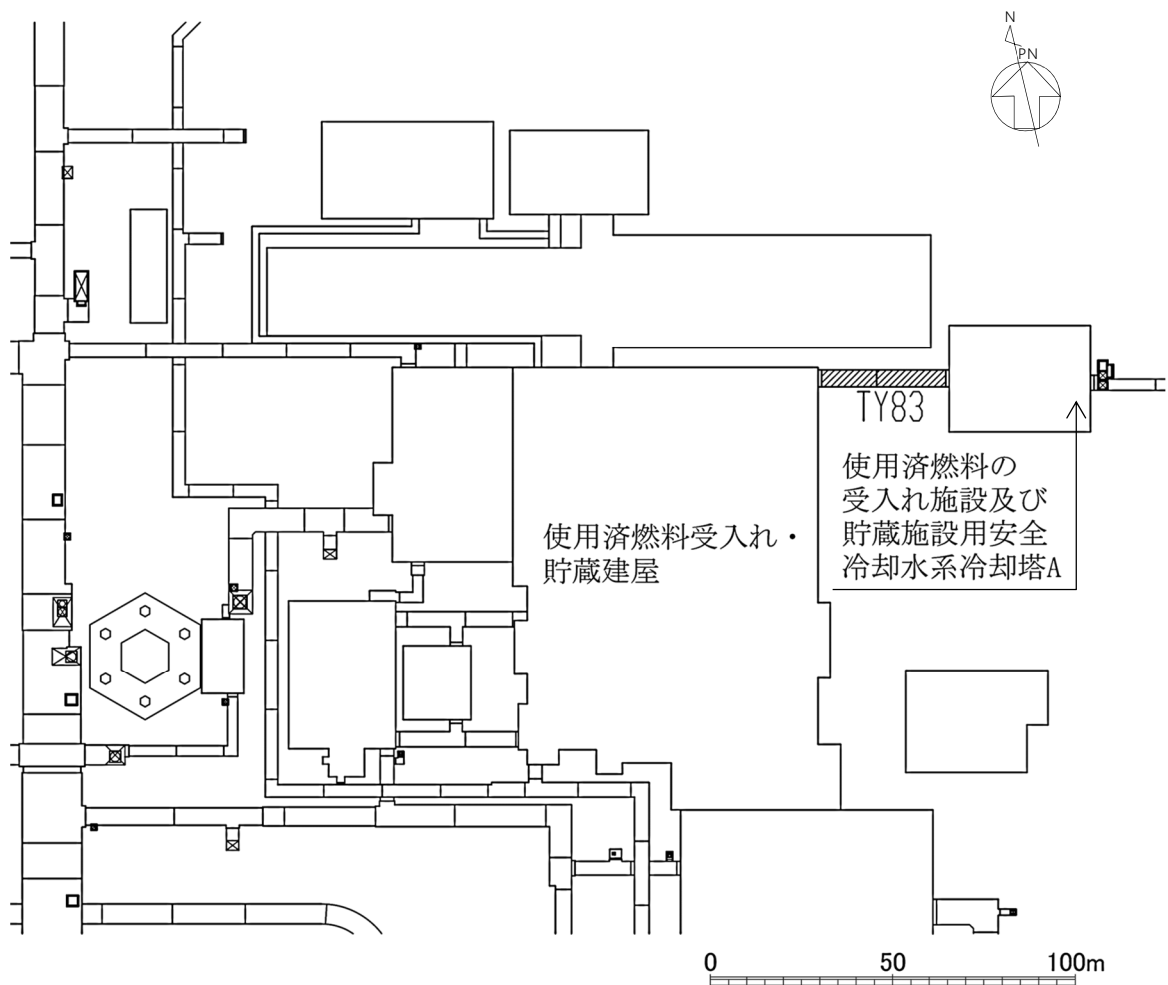 N
PN
TY83
使用済燃料の
受入れ施設及び
貯蔵施設用安全
冷却水系冷却塔A
使用済燃料受入れ・
貯蔵建屋
0 50 100m